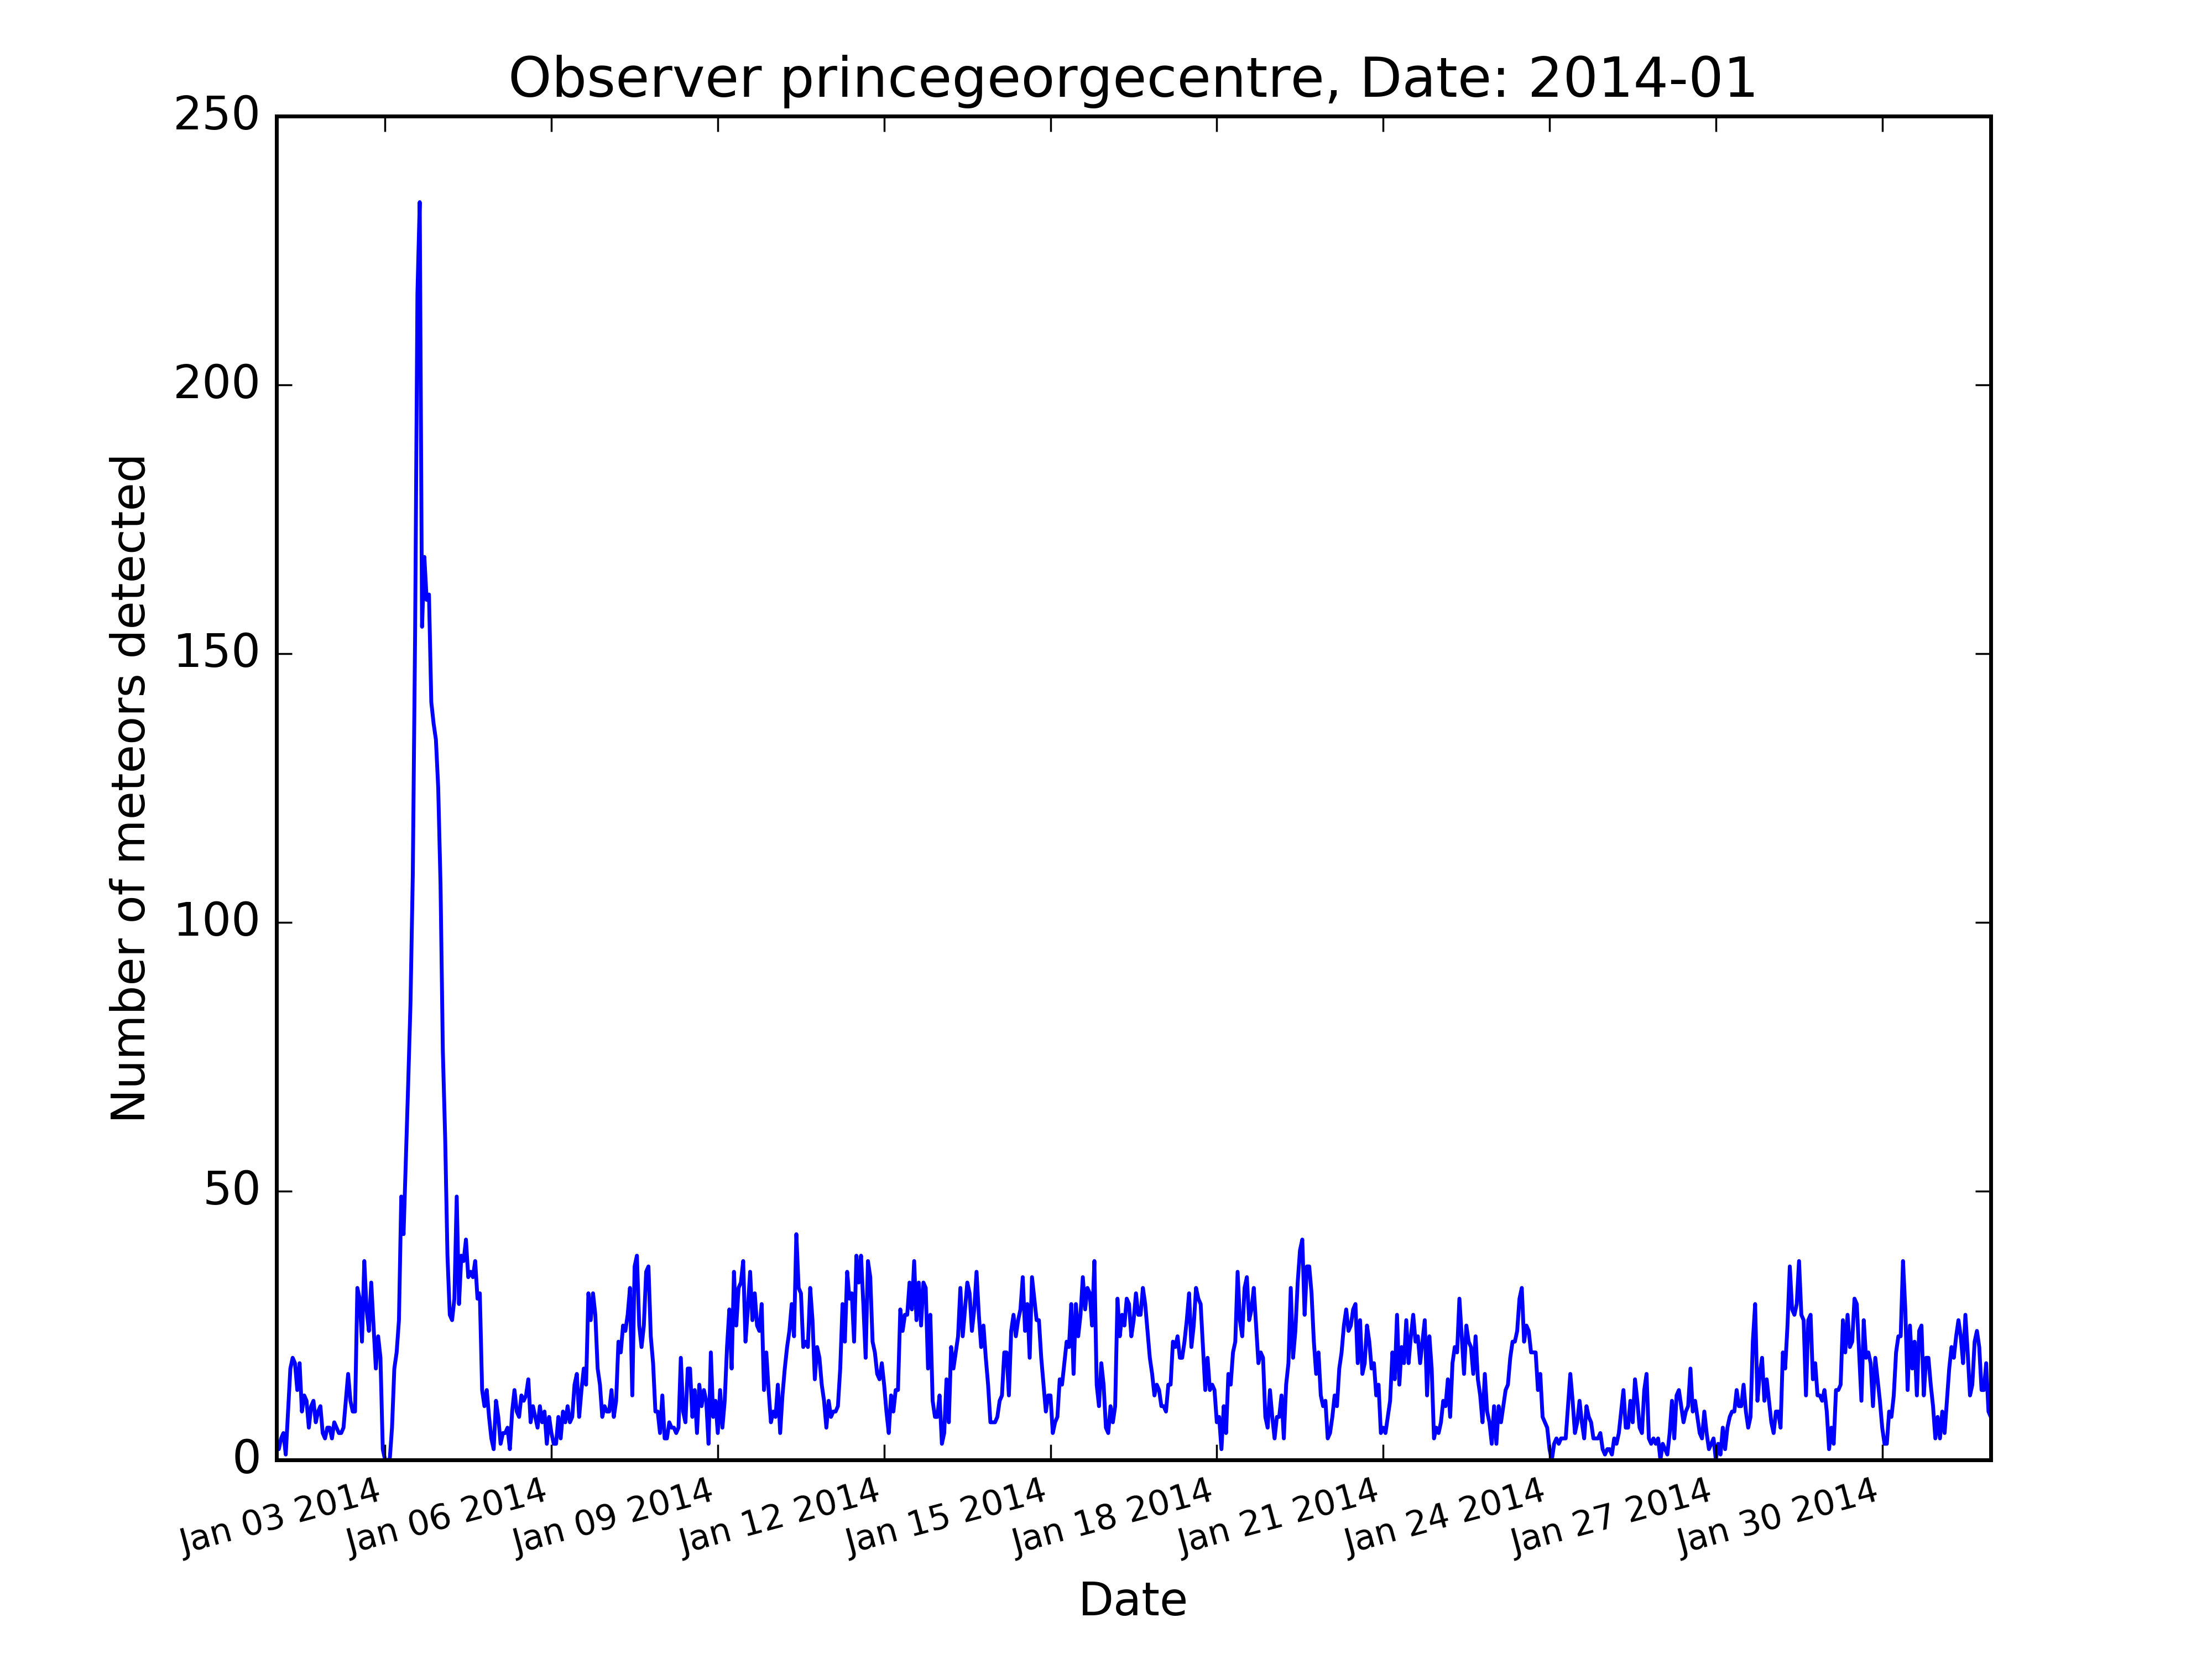 Observer princegeorgecentre, Date: 2014-01
250
200
150
100
50
0
Number of meteors detected
Jan 03 2014
Jan 06 2014
Jan 09 2014
Jan 12 2014
Jan 15 2014
Jan 18 2014
Jan 21 2014
Jan 24 2014
Jan 27 2014
Jan 30 2014
Date